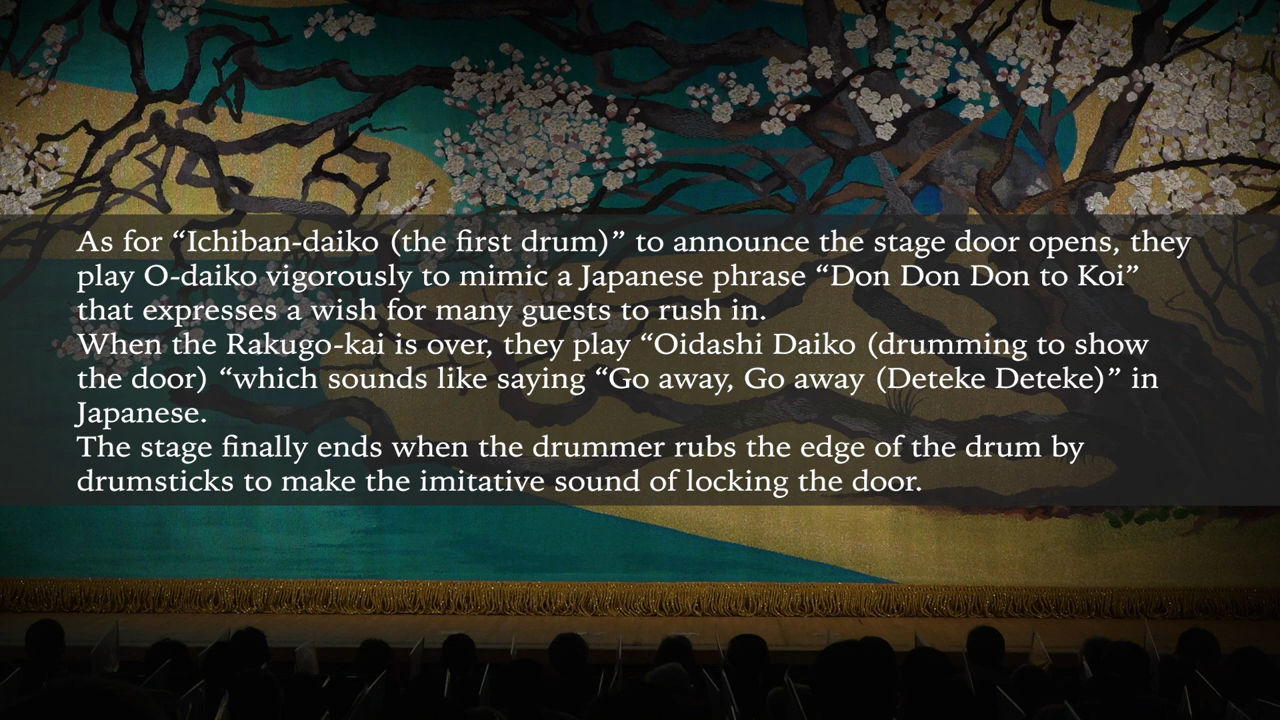 As for “Ichiban-daiko (the first drum)” to announce the stage door opens, they
play O-daiko vigorously to mimic a Japanese phrase “Don Don Don to Koi”
that expresses a wish for many guests to rush in.
When the Rakugo-kai is over, they play “Oidashi Daiko (drumming to show
the door) “which sounds like saying “Go away, Go away (Deteke Deteke)” in
Japanese.
The stage finally ends when the drummer rubs the edge of the drum by
drumsticks to make the imitative sound of locking the door.